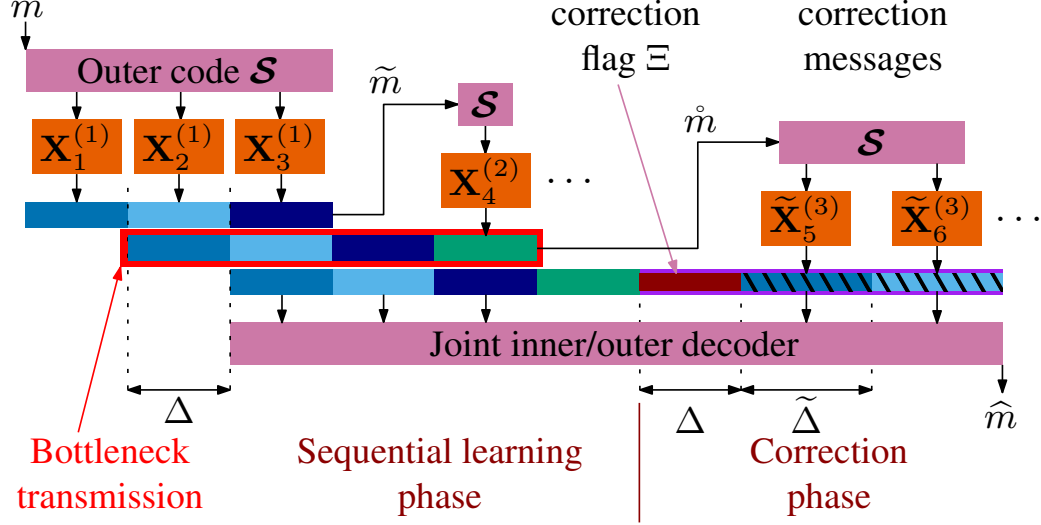 m
correction
flag Ξ
correction
messages
Outer code 𝓢
m̃
𝓢
m̊
𝓢
X₁⁽¹⁾ X₂⁽¹⁾ X₃⁽¹⁾
X₄⁽²⁾ ...
X̃₅⁽³⁾ X̃₆⁽³⁾ ...
Joint inner/outer decoder
Δ
Δ
Δ̃
m̂
Bottleneck
transmission
Sequential learning
phase
Correction
phase